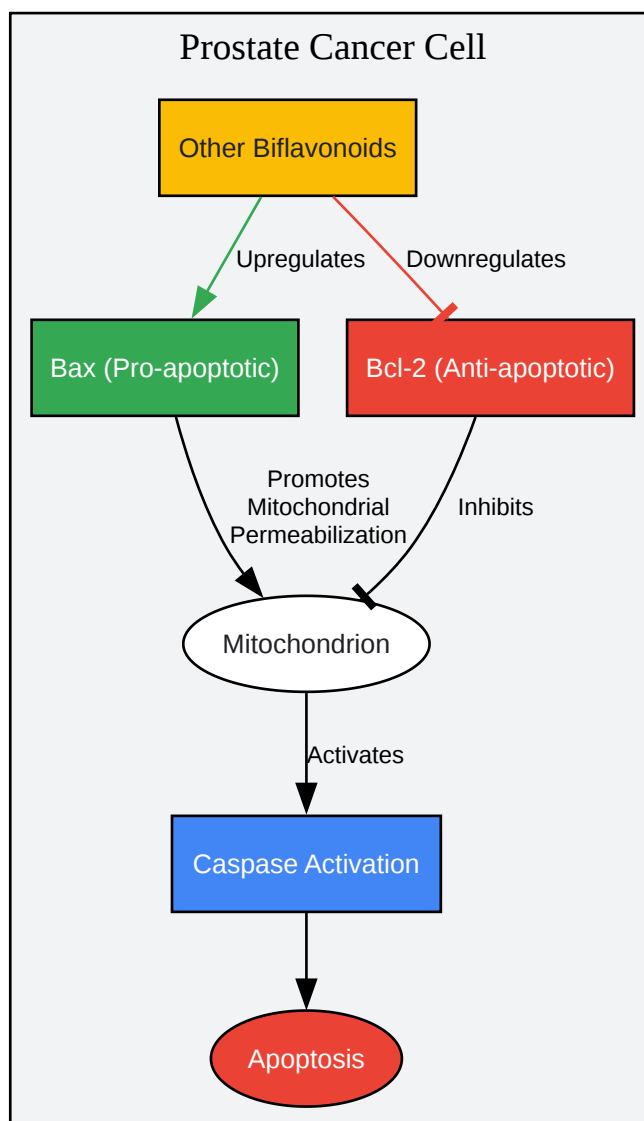 Prostate Cancer Cell
Other Biflavonoids
Upregulates
Downregulates
Bax (Pro-apoptotic)
Bcl-2 (Anti-apoptotic)
Promotes
Mitochondrial
Permeabilization
Inhibits
Mitochondrion
Activates
Caspase Activation
Apoptosis